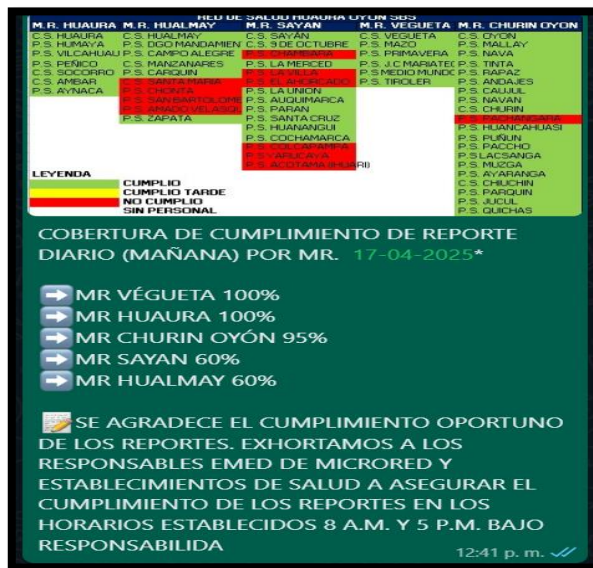 RED DE SALUD HUAURA OYON SBS
M.R. HUAURA M.R. HUALMAY M.R. SAYAN M.R. VEGUETA M.R. CHURIN OYON
C.S. HUAURA C.S. HUALMAY C.S. SAYÁN C.S. VEGUETA C.S. OYON
P.S. HUMAYA P.S. DGO MANDAMIEN C.S. 9 DE OCTUBRE P.S. MAZO P.S. MALLAY
P.S. VILCAHUAU P.S. CAMPO ALEGRE P.S. CHAMBARA P.S. PRIMAVERA P.S. NAVA
P.S. PEÑICO C.S. MANZANARES P.S. LA MERCED P.S. J.C MARIATEG P.S. TINTA
C.S. SOCORRO P.S. CARQUIN P.S. LA VILLA P.S MEDIO MUNDO P.S. RAPAZ
C.S. AMBAR P.S. SANTA MARIA P.S. EL AHORCADO P.S. TIROLER P.S. ANDAJES
P.S. AYNACA P.S. CHONTA P.S. LA UNION P.S. CAUJUL
P.S. SAN BARTOLOME P.S. AUQUIMARCA P.S. NAVAN
P.S. AMADO VELASQU P.S. PARAN C.S. CHURIN
P.S. ZAPATA P.S. SANTA CRUZ P.S. PACHANGARA
P.S. HUANANGUI P.S. HUANCAHUASI
P.S. COCHAMARCA P.S. PUÑUN
P.S. COLCAPAMPA P.S. PACCHO
P.S YARUCAYA P.S LACSANGA
P.S. ACOTAMA (IHUARI) P.S. MUZGA
LEYENDA P.S. AYARANGA
CUMPLIO C.S. CHIUCHIN
CUMPLIO TARDE P.S. PARQUIN
NO CUMPLIO P.S. JUCUL
SIN PERSONAL P.S. QUICHAS
COBERTURA DE CUMPLIMIENTO DE REPORTE
DIARIO (MAÑANA) POR MR. 17-04-2025*
➡MR VÉGUETA 100%
➡MR HUAURA 100%
➡MR CHURIN OYÓN 95%
➡MR SAYAN 60%
➡MR HUALMAY 60%
📝SE AGRADECE EL CUMPLIMIENTO OPORTUNO
DE LOS REPORTES. EXHORTAMOS A LOS
RESPONSABLES EMED DE MICRORED Y
ESTABLECIMIENTOS DE SALUD A ASEGURAR EL
CUMPLIMIENTO DE LOS REPORTES EN LOS
HORARIOS ESTABLECIDOS 8 A.M. Y 5 P.M. BAJO
RESPONSABILIDA
12:41 p. m.